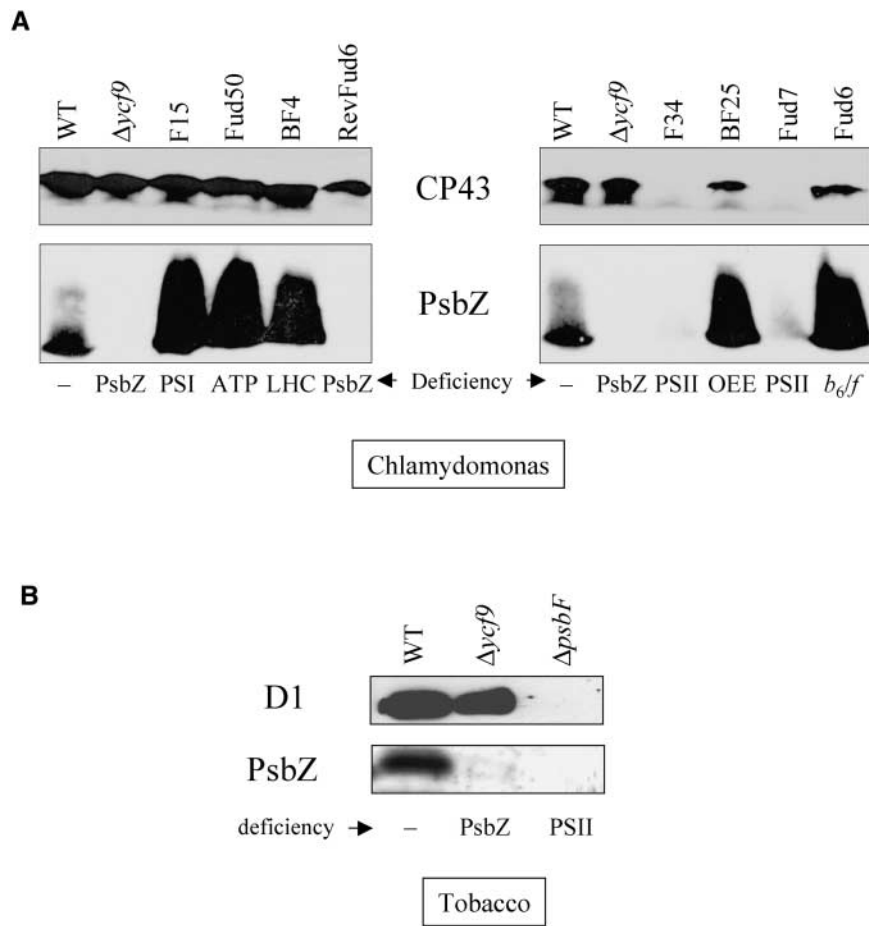 A
WT Δycf9 F15 Fud50 BF4 RevFud6
WT Δycf9 F34 BF25 Fud7 Fud6
CP43
PsbZ
– PsbZ PSI ATP LHC PsbZ ◄ Deficiency ► – PsbZ PSII OEE PSII b₆/f
Chlamydomonas
B
WT Δycf9 ΔpsbF
D1
PsbZ
deficiency ► – PsbZ PSII
Tobacco